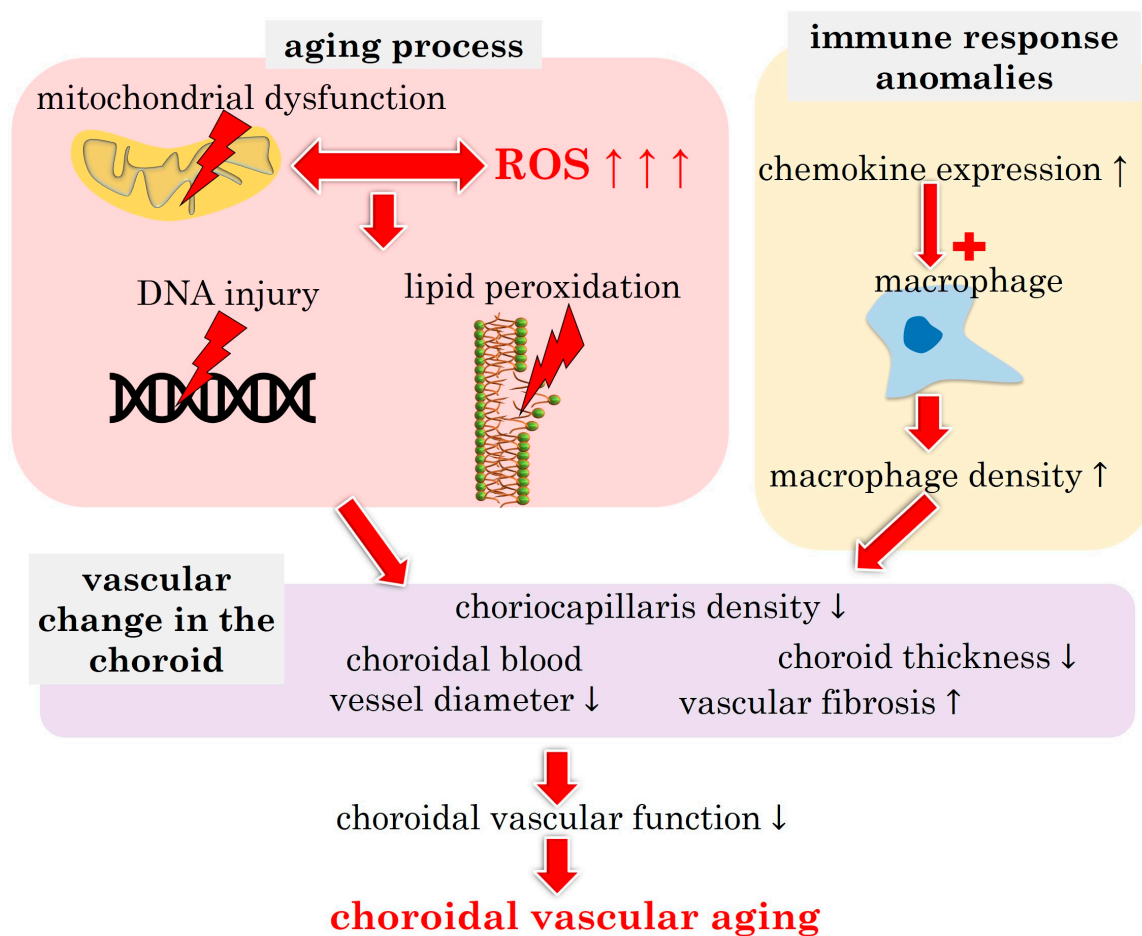 aging process
mitochondrial dysfunction
ROS ↑ ↑ ↑
DNA injury
lipid peroxidation
immune response
anomalies
chemokine expression ↑
macrophage
macrophage density ↑
vascular
change in the
choroid
choriocapillaris density ↓
choroidal blood
vessel diameter ↓
choroid thickness ↓
vascular fibrosis ↑
choroidal vascular function ↓
choroidal vascular aging